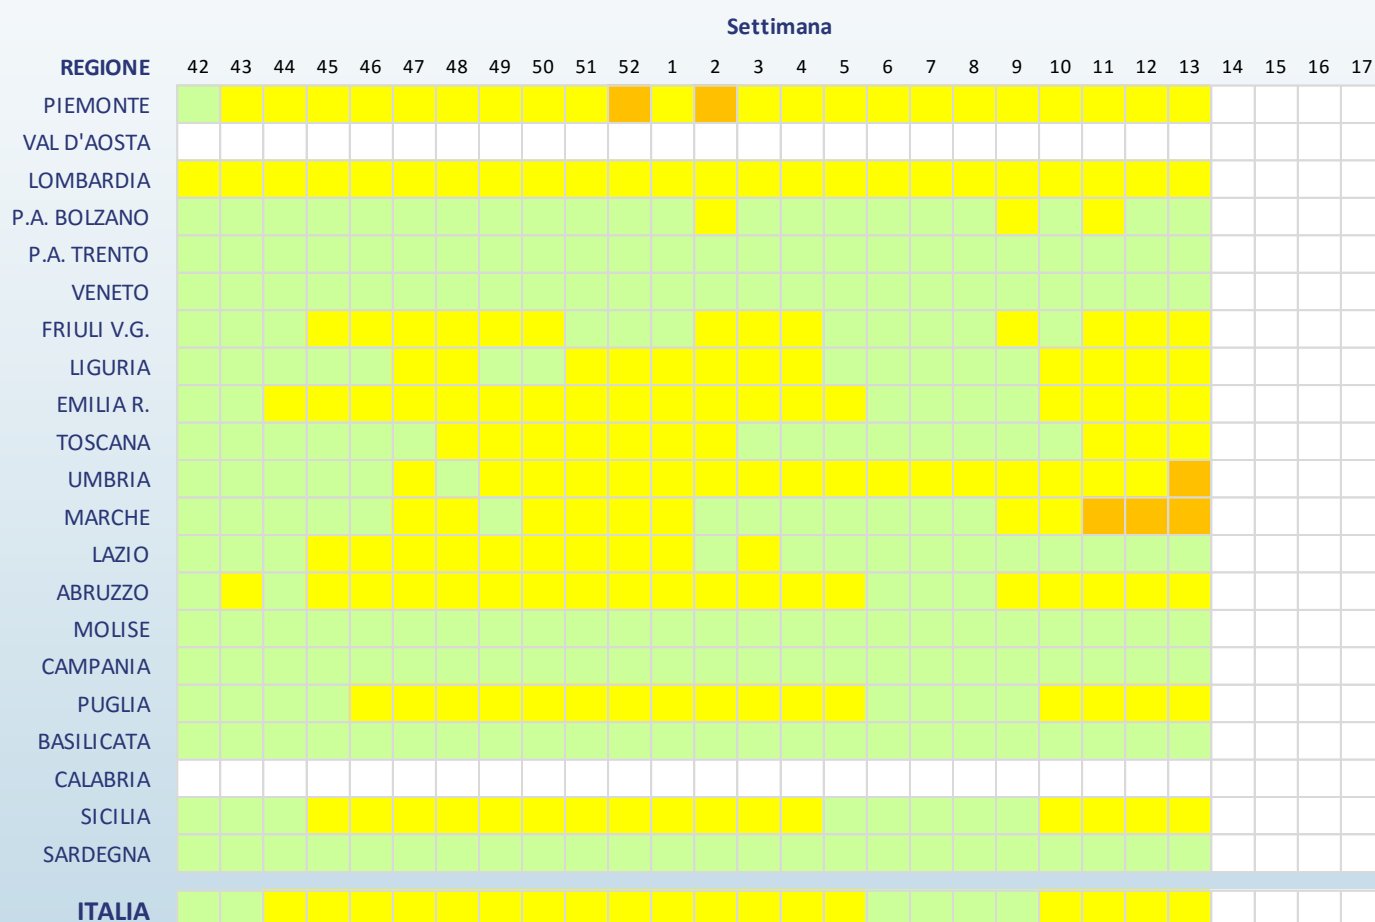 Settimana
REGIONE 42 43 44 45 46 47 48 49 50 51 52 1 2 3 4 5 6 7 8 9 10 11 12 13 14 15 16 17
PIEMONTE
VAL D'AOSTA
LOMBARDIA
P.A. BOLZANO
P.A. TRENTO
VENETO
FRIULI V.G.
LIGURIA
EMILIA R.
TOSCANA
UMBRIA
MARCHE
LAZIO
ABRUZZO
MOLISE
CAMPANIA
PUGLIA
BASILICATA
CALABRIA
SICILIA
SARDEGNA
ITALIA